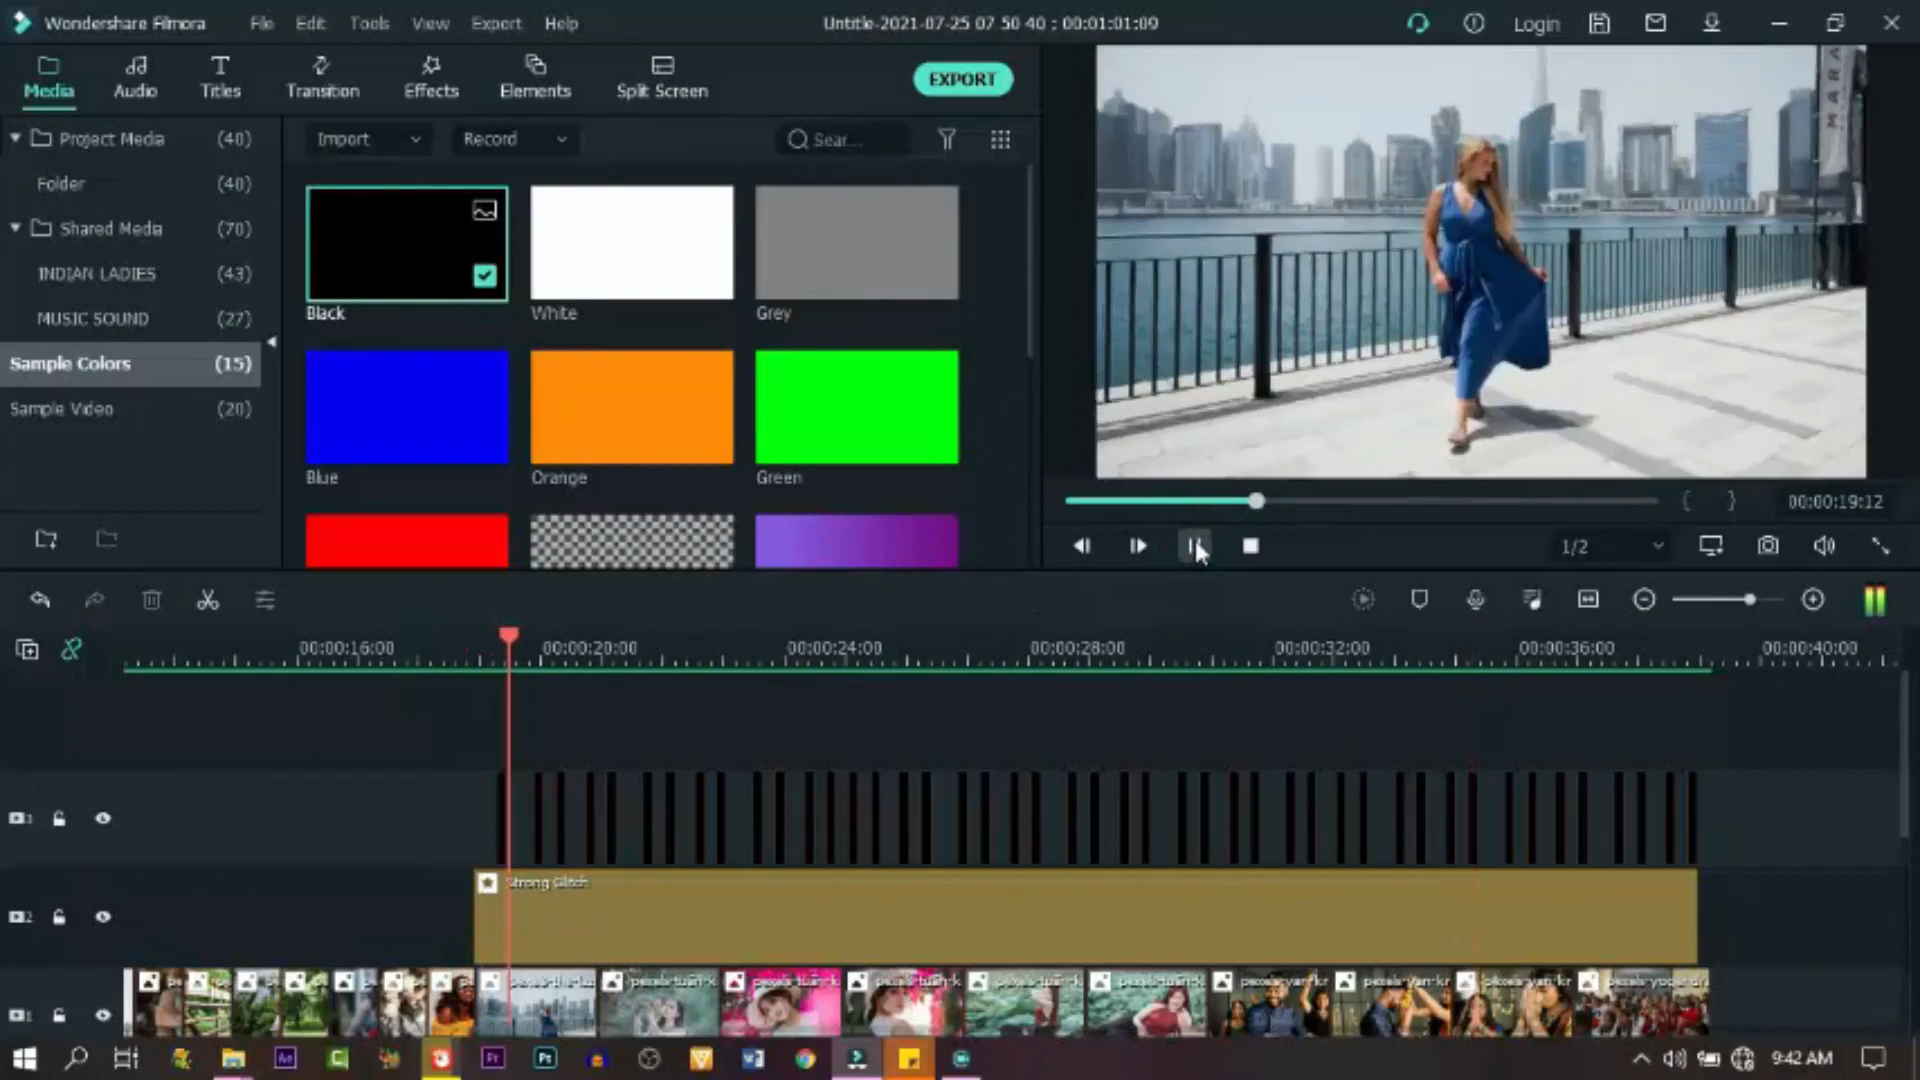 Wondershare Filmora File Edit Tools View Export Help Untitle-2021-07-25 07 50 40 : 00:01:01:09 Login
Media Audio Titles Transition Effects Elements Split Screen EXPORT
Project Media (40) Import Record Sear...
Folder (40)
Shared Media (70)
INDIAN LADIES (43)
MUSIC SOUND (27)
Sample Colors (15)
Sample Video (20)
Black White Grey
Blue Orange Green
MARA
{ } 00:00:19:12
1/2
00:00:16:00 00:00:20:00 00:00:24:00 00:00:28:00 00:00:32:00 00:00:36:00 00:00:40:00
Strong Glitch
Ae Pr Ps
9:42 AM